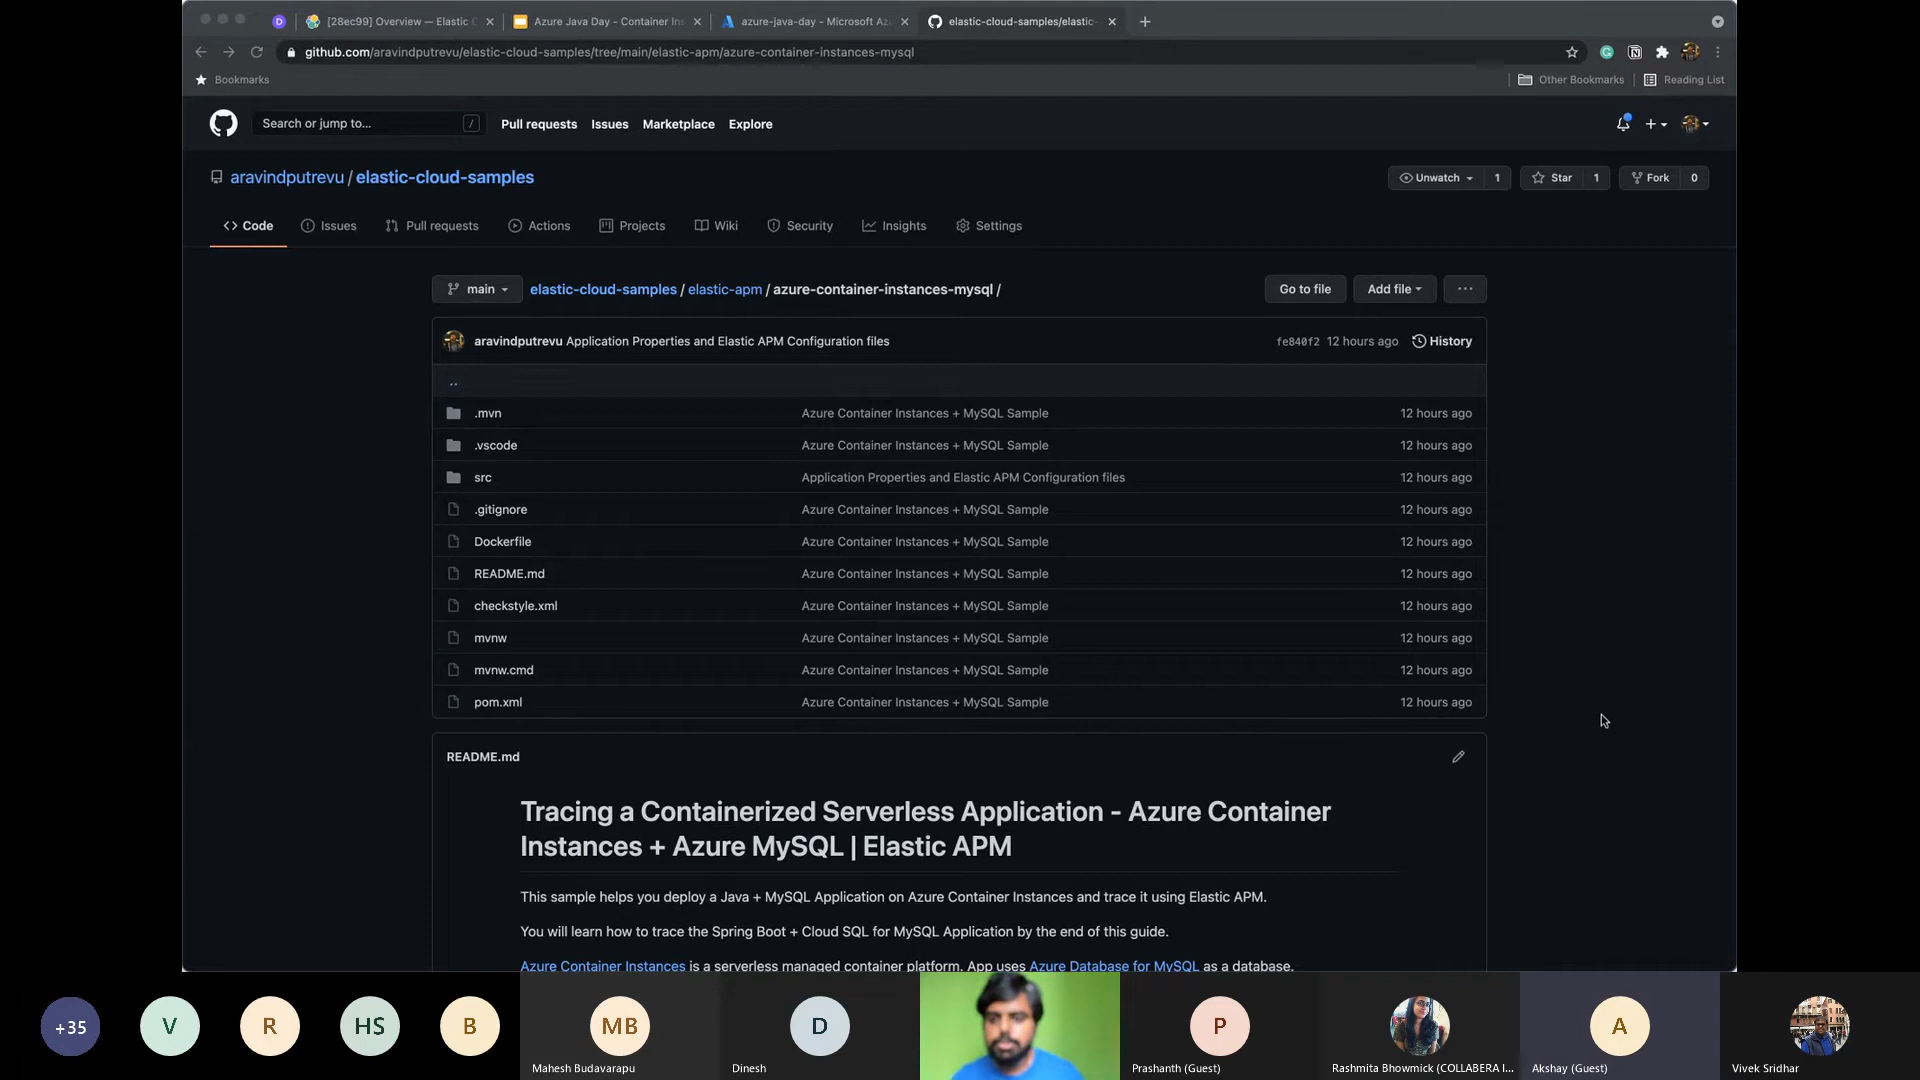 D
[28ec99] Overview — Elastic C
Azure Java Day - Container Ins
azure-java-day - Microsoft Azu
elastic-cloud-samples/elastic-
github.com/aravindputrevu/elastic-cloud-samples/tree/main/elastic-apm/azure-container-instances-mysql
Bookmarks
Other Bookmarks
Reading List
Search or jump to...
/
Pull requests
Issues
Marketplace
Explore
aravindputrevu / elastic-cloud-samples
Unwatch 1
Star 1
Fork 0
Code
Issues
Pull requests
Actions
Projects
Wiki
Security
Insights
Settings
main
elastic-cloud-samples / elastic-apm / azure-container-instances-mysql /
Go to file
Add file
...
aravindputrevu Application Properties and Elastic APM Configuration files
fe840f2 12 hours ago
History
..
.mvn Azure Container Instances + MySQL Sample 12 hours ago
.vscode Azure Container Instances + MySQL Sample 12 hours ago
src Application Properties and Elastic APM Configuration files 12 hours ago
.gitignore Azure Container Instances + MySQL Sample 12 hours ago
Dockerfile Azure Container Instances + MySQL Sample 12 hours ago
README.md Azure Container Instances + MySQL Sample 12 hours ago
checkstyle.xml Azure Container Instances + MySQL Sample 12 hours ago
mvnw Azure Container Instances + MySQL Sample 12 hours ago
mvnw.cmd Azure Container Instances + MySQL Sample 12 hours ago
pom.xml Azure Container Instances + MySQL Sample 12 hours ago
README.md
Tracing a Containerized Serverless Application - Azure Container
Instances + Azure MySQL | Elastic APM
This sample helps you deploy a Java + MySQL Application on Azure Container Instances and trace it using Elastic APM.
You will learn how to trace the Spring Boot + Cloud SQL for MySQL Application by the end of this guide.
Azure Container Instances is a serverless managed container platform. App uses Azure Database for MySQL as a database.
+35
V
R
HS
B
MB
Mahesh Budavarapu
D
Dinesh
P
Prashanth (Guest)
Rashmita Bhowmick (COLLABERA I...
A
Akshay (Guest)
Vivek Sridhar